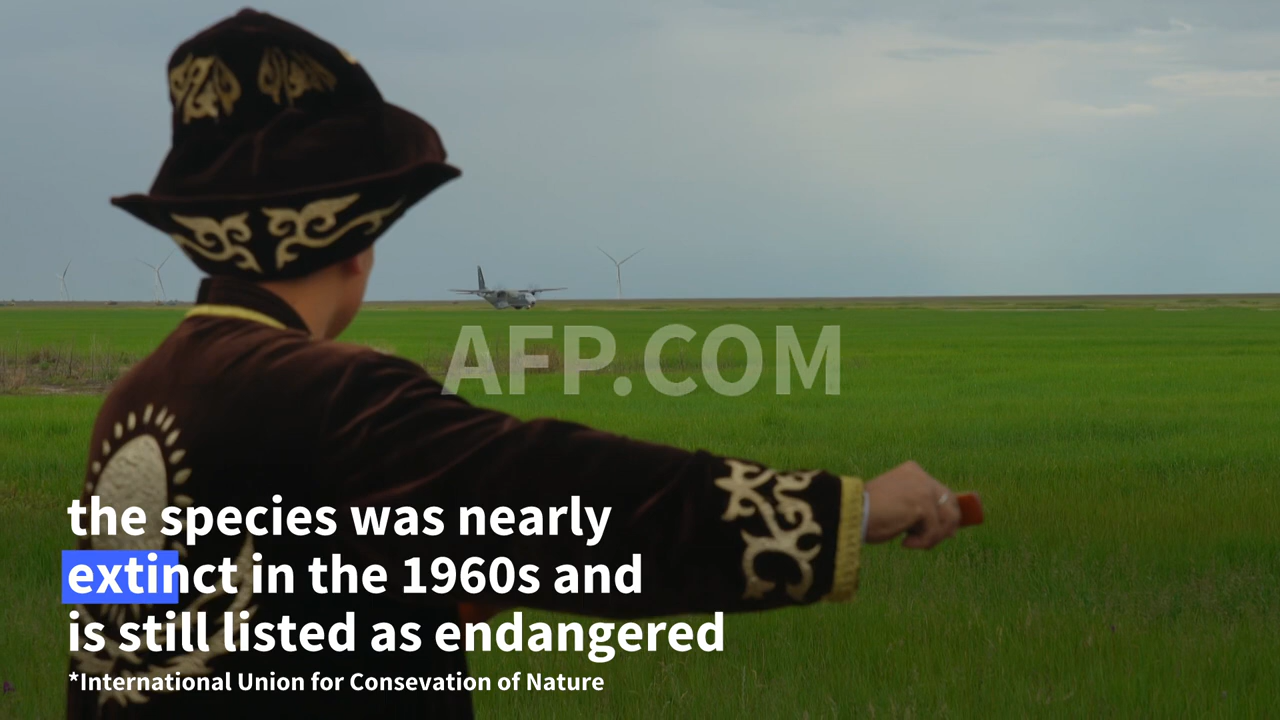 AFP.COM
the species was nearly
extinct in the 1960s and
is still listed as endangered
*International Union for Consevation of Nature